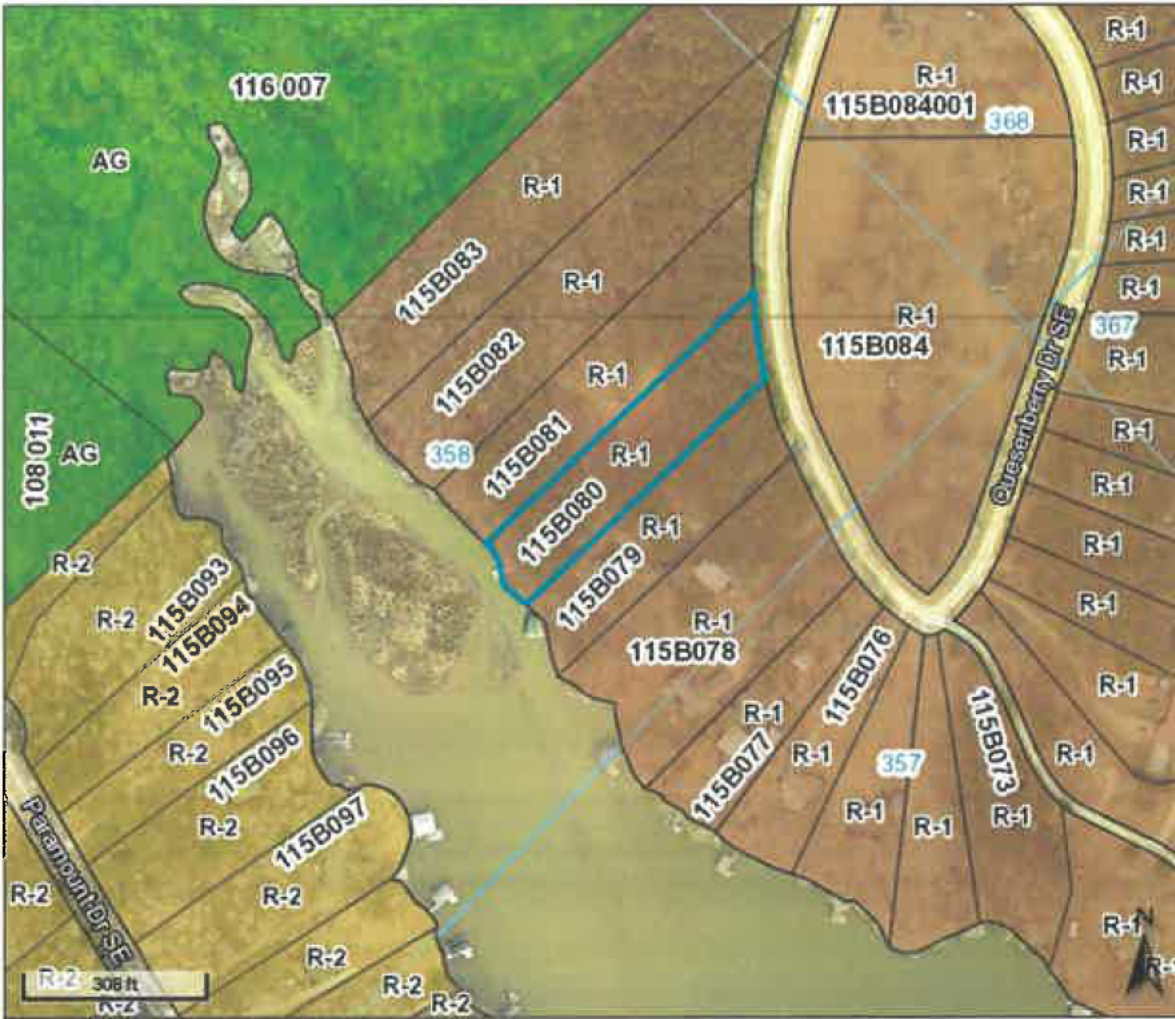 116 007
AG
R-1
115B084001
368
R-1
R-1
R-1
R-1
R-1
R-1
R-1
115B083
R-1
115B082
R-1
115B084
367
R-1
Quesenberry Dr SE
108 011
AG
358
R-1
115B081
R-1
115B080
R-1
115B079
R-1
R-1
R-1
R-1
R-2
115B093
R-2
115B094
R-2
115B095
R-2
115B096
R-2
115B097
R-1
115B078
R-1
115B077
115B076
R-1
357
R-1
R-1
115B073
R-1
R-1
R-1
Paramount Dr SE
R-2
R-2
R-2
R-2
R-2
R-2
R-2
R-1
N
308 ft